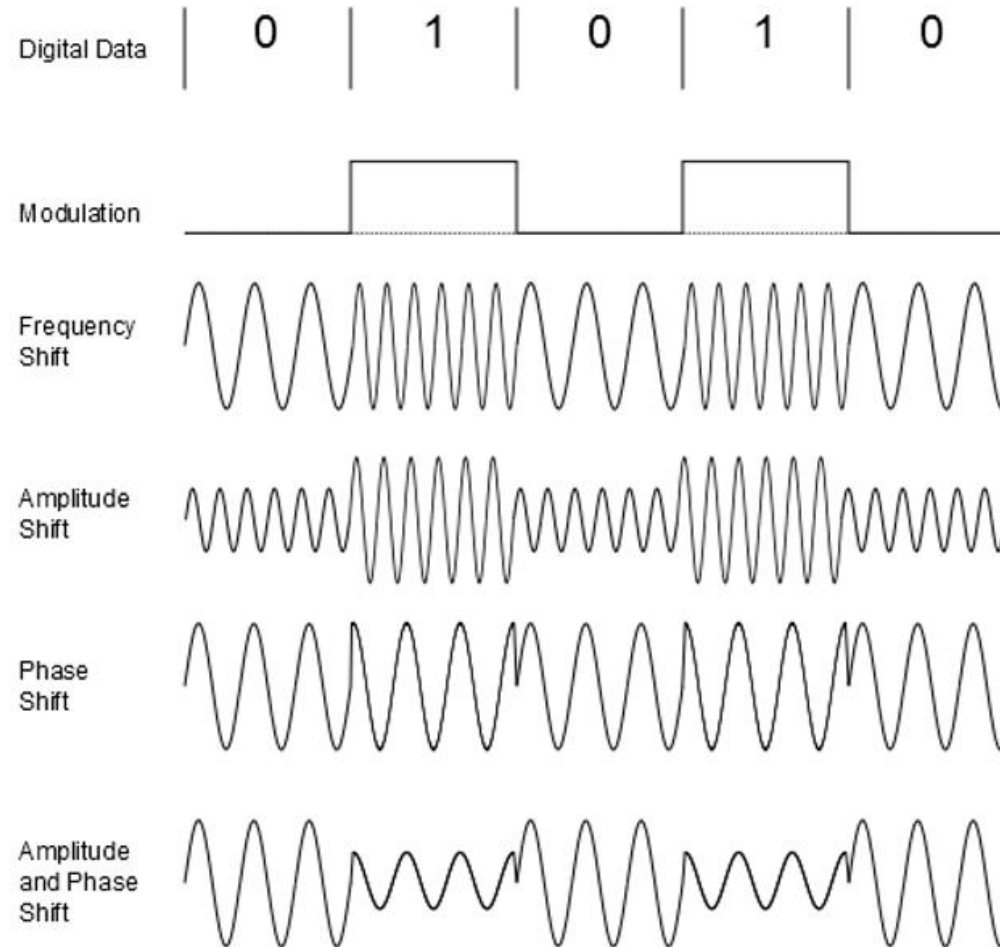 Digital Data 0 1 0 1 0
Modulation
Frequency
Shift
Amplitude
Shift
Phase
Shift
Amplitude
and Phase
Shift